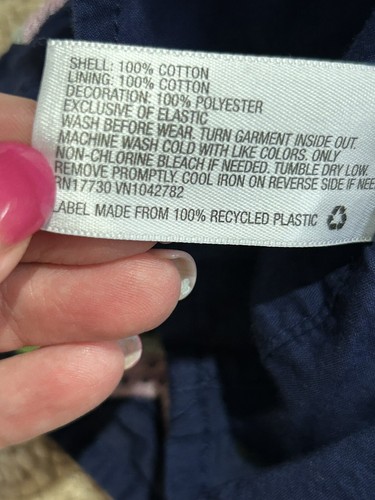 SHELL: 100% COTTON
LINING: 100% COTTON
DECORATION: 100% POLYESTER
EXCLUSIVE OF ELASTIC
WASH BEFORE WEAR. TURN GARMENT INSIDE OUT.
MACHINE WASH COLD WITH LIKE COLORS. ONLY
NON-CHLORINE BLEACH IF NEEDED. TUMBLE DRY LOW.
REMOVE PROMPTLY. COOL IRON ON REVERSE SIDE IF NEE
RN17730 VN1042782
LABEL MADE FROM 100% RECYCLED PLASTIC